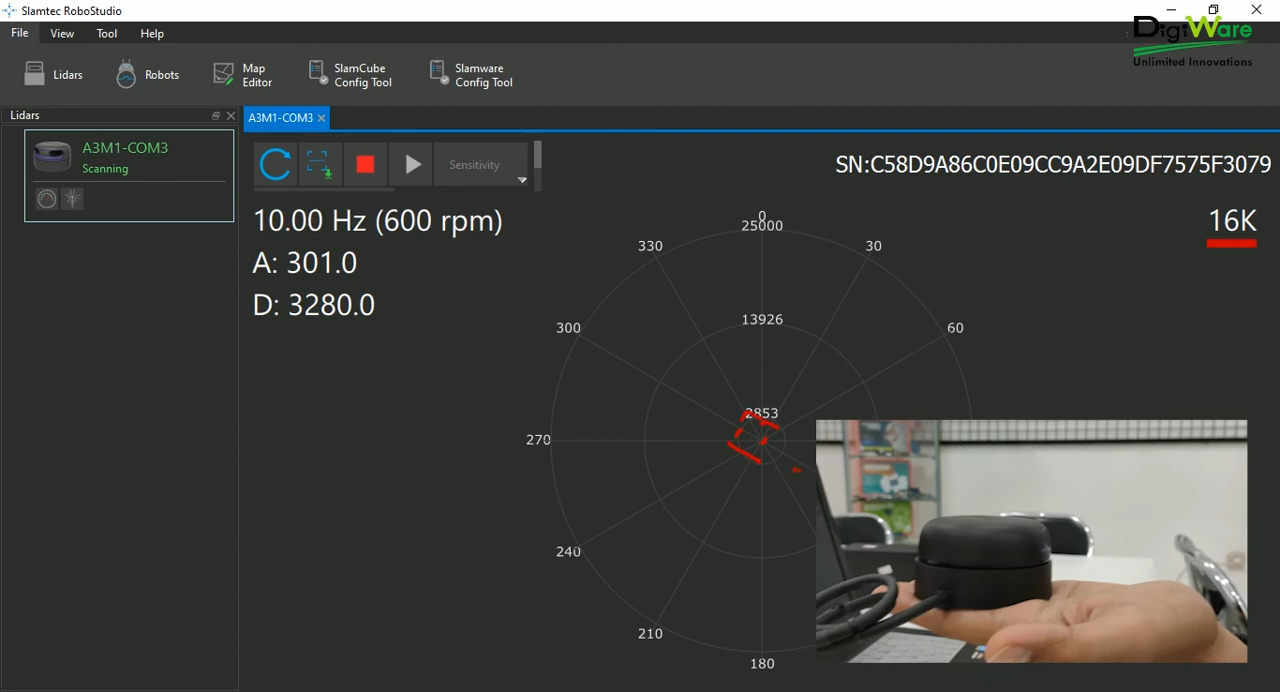 Slamtec RoboStudio
File View Tool Help
DigiWare
Unlimited Innovations
Lidars
Robots
Map
Editor
SlamCube
Config Tool
Slamware
Config Tool
Lidars
A3M1-COM3
A3M1-COM3
Scanning
Sensitivity
SN:C58D9A86C0E09CC9A2E09DF7575F3079
10.00 Hz (600 rpm)
16K
A: 301.0
D: 3280.0
0
25000
330
30
13926
300
60
2853
270
240
210
180